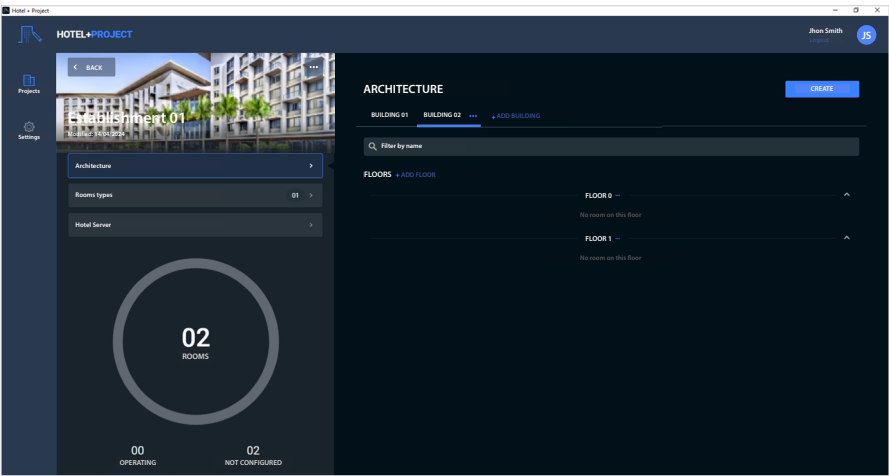 Hotel + Project
HOTEL+PROJECT
Jhon Smith
Logout
JS
Projects
Settings
BACK
Establishment 01
Modified: 14/04/2024
Architecture
Rooms types 01
Hotel Server
02
ROOMS
00
OPERATING
02
NOT CONFIGURED
ARCHITECTURE
CREATE
BUILDING 01 BUILDING 02 ••• + ADD BUILDING
Filter by name
FLOORS + ADD FLOOR
FLOOR 0
No room on this floor
FLOOR 1
No room on this floor